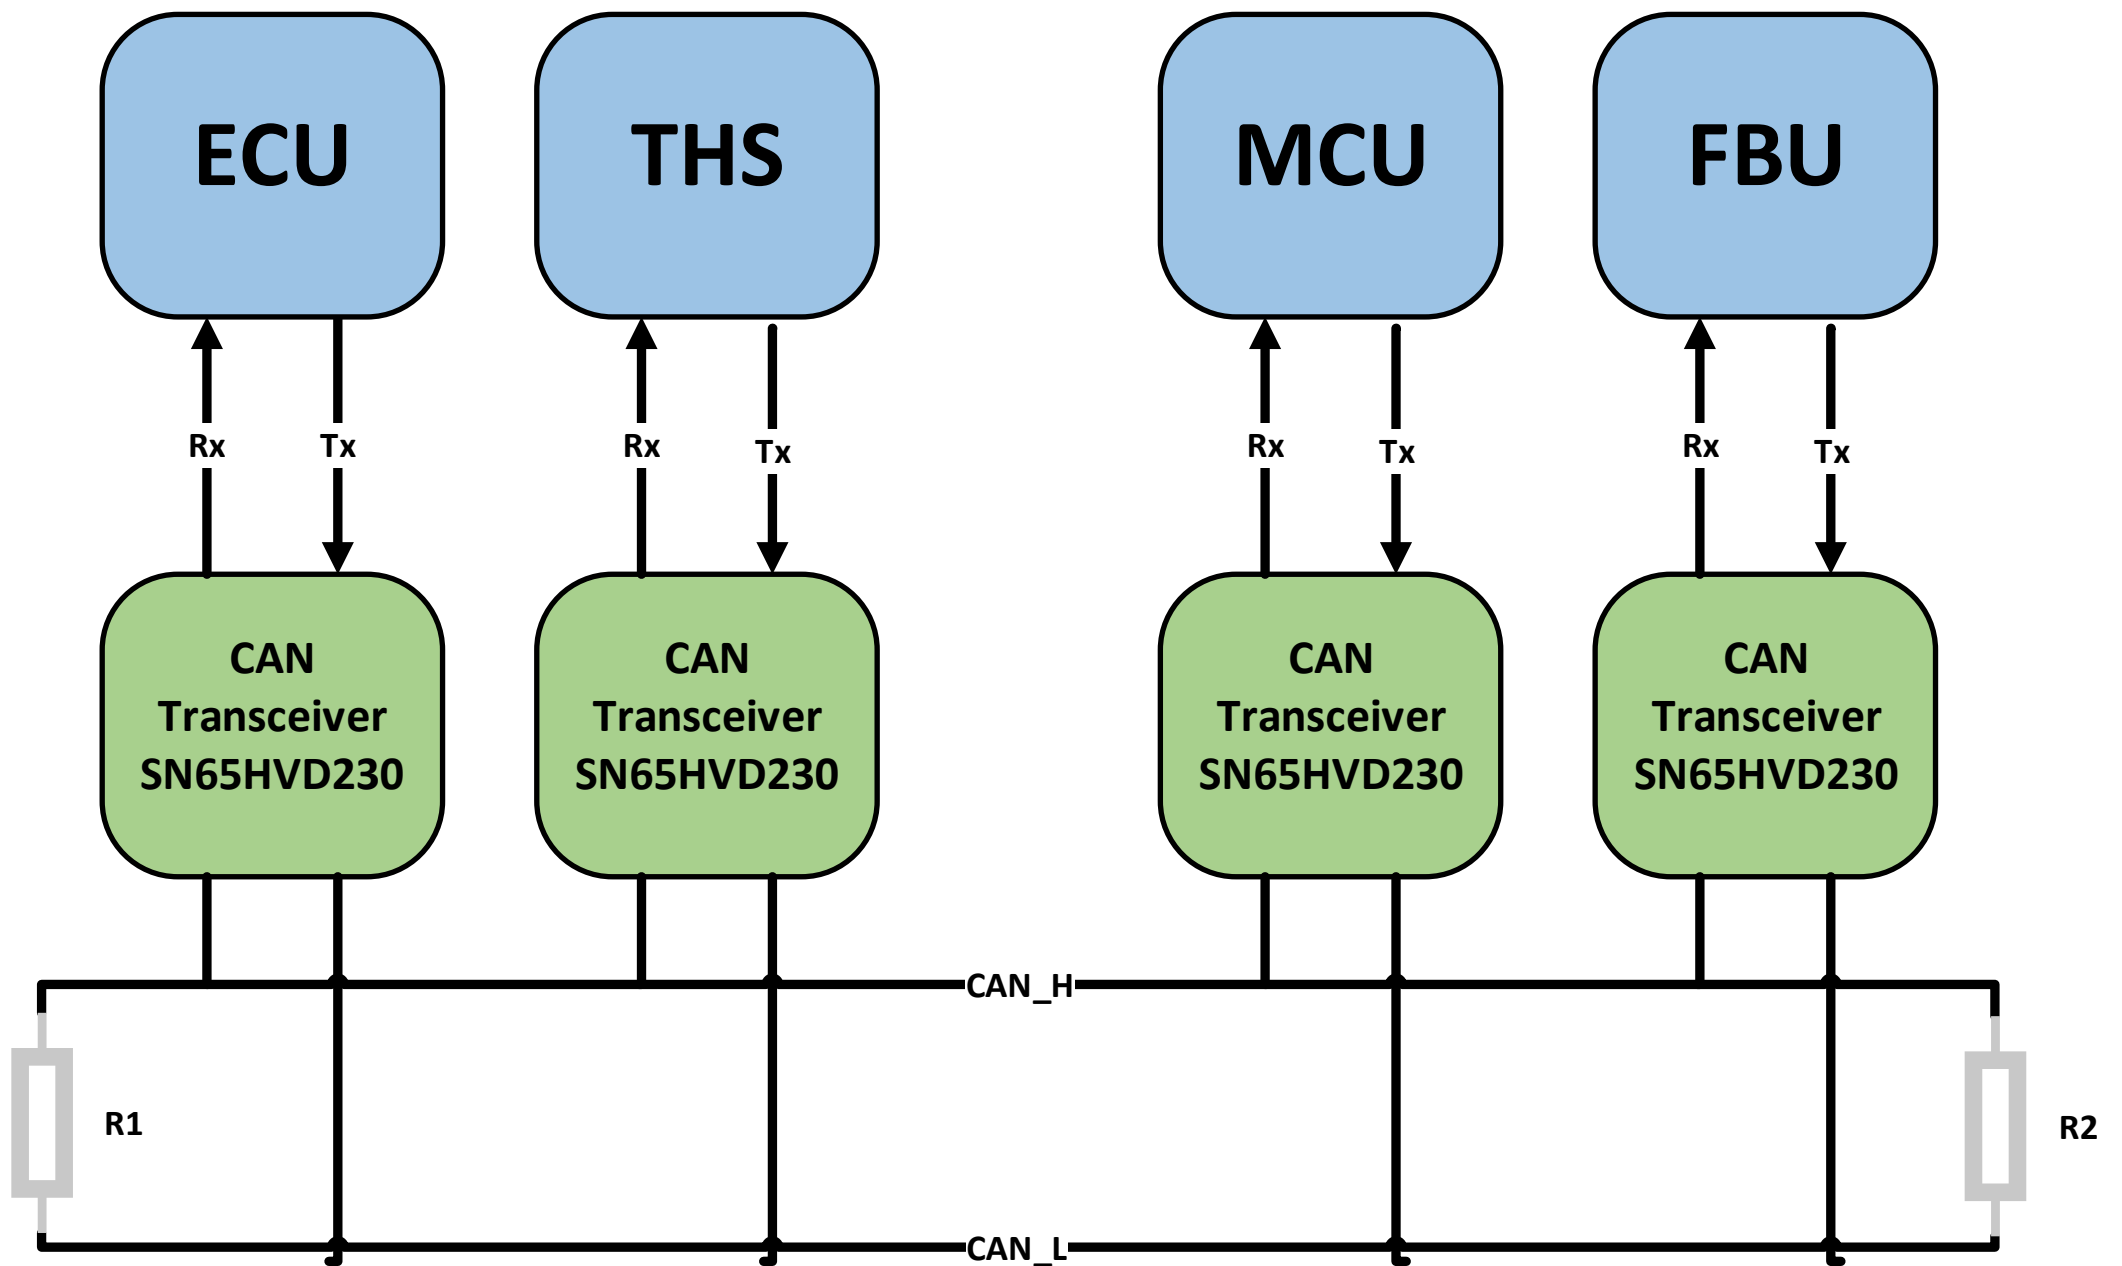 ECU
THS
MCU
FBU
Rx
Tx
Rx
Tx
Rx
Tx
Rx
Tx
CAN
Transceiver
SN65HVD230
CAN
Transceiver
SN65HVD230
CAN
Transceiver
SN65HVD230
CAN
Transceiver
SN65HVD230
CAN_H
R1
R2
CAN_L